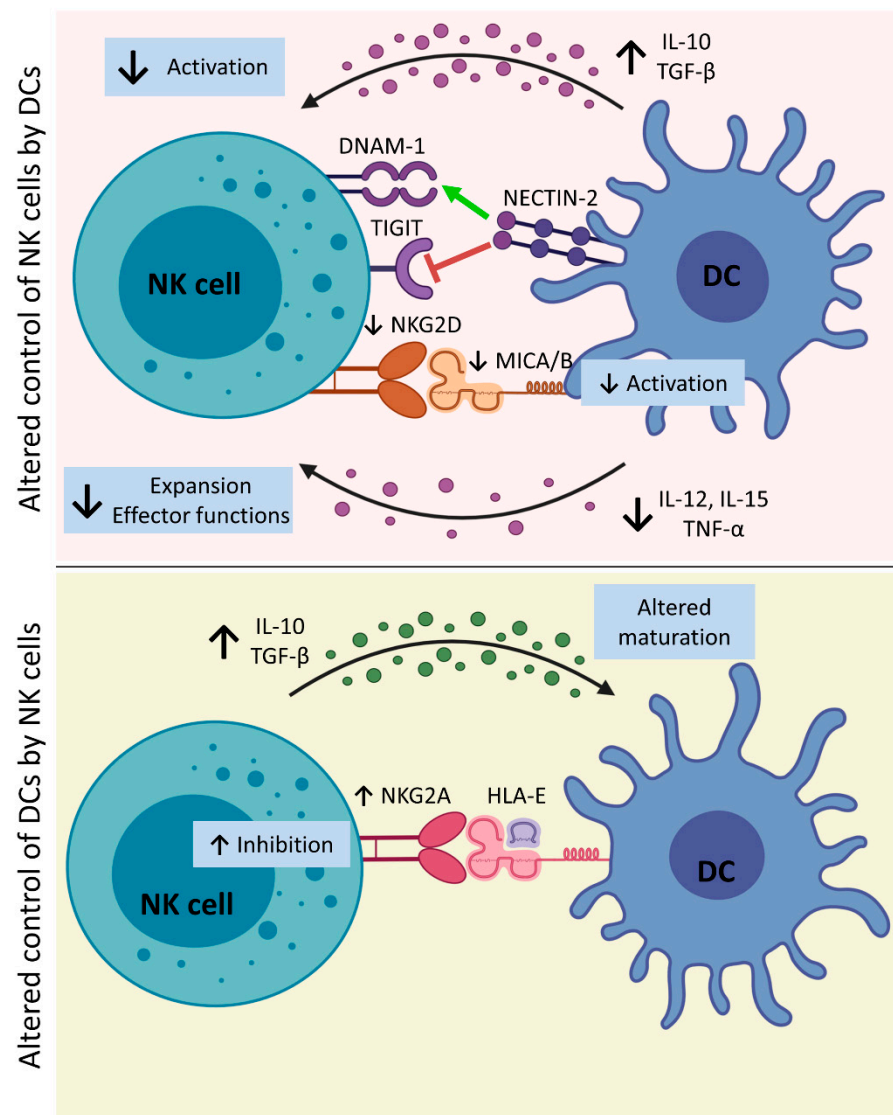 Altered control of NK cells by DCs
↓ Activation
↑ IL-10
TGF-β
DNAM-1
NECTIN-2
TIGIT
NK cell
DC
↓ NKG2D
↓ MICA/B
↓ Activation
↓ Expansion
Effector functions
↓ IL-12, IL-15
TNF-α
Altered control of DCs by NK cells
↑ IL-10
TGF-β
Altered
maturation
↑ NKG2A
HLA-E
↑ Inhibition
NK cell
DC